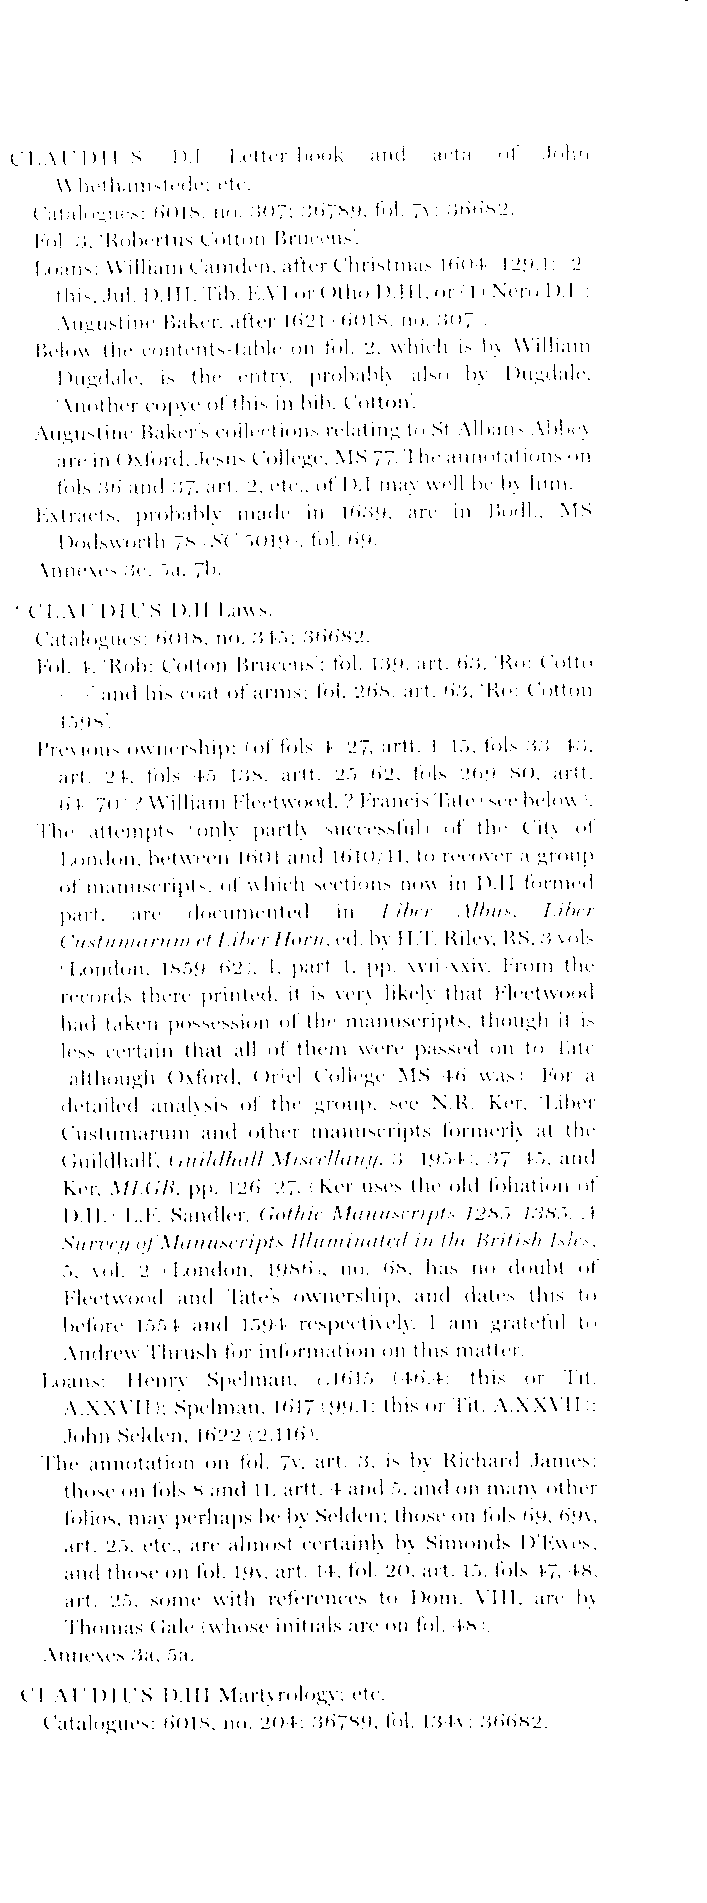 CLAUDIUS D.I Letter-book and acta of John
Whethamstede; etc.
Catalogues: 6018, no. 307; 36789, fol. 7v; 36682.
Fol. 3, 'Robertus Cotton Bruceus'.
Loans: William Camden, after Christmas 1604 (129.1: ? =
this, Jul. D.III, Tib. E.VI or Otho D.III, or (1) Nero D.I);
Augustine Baker, after 1621 (6018, no. 307).
Below the contents-table on fol. 2, which is by William
Dugdale, is the entry, probably also by Dugdale,
'Another copye of this in bib. Cotton'.
Augustine Baker's collections relating to St Albans Abbey
are in Oxford, Jesus College, MS 77. The annotations on
fols 36 and 37, art. 2, etc., of D.I may well be by him.
Extracts, probably made in 1639, are in Bodl., MS
Dodsworth 78 (SC 5019), fol. 69.
Annexes 3e, 5a, 7b.
* CLAUDIUS D.II Laws.
Catalogues: 6018, no. 345; 36682.
Fol. 4, 'Rob: Cotton Bruceus'; fol. 139, art. 63, 'Ro: Cotto
and his coat of arms; fol. 268, art. 63, 'Ro: Cotton
1598'.
Previous ownership: (of fols 4–27, artt. 1–15, fols 33–43,
art. 24, fols 45–138, artt. 25–62, fols 269–80, artt.
64–70) ? William Fleetwood, ? Francis Tate (see below).
The attempts (only partly successful) of the City of
London, between 1601 and 1610/11, to recover a group
of manuscripts, of which sections now in D.II formed
part, are documented in Liber Albus, Liber
Custumarum et Liber Horn, ed. by H.T. Riley, RS, 3 vols
(London, 1859–62), I, part 1, pp. xvii–xxiv. From the
records there printed, it is very likely that Fleetwood
had taken possession of the manuscripts, though it is
less certain that all of them were passed on to Tate
(although Oxford, Oriel College MS 46 was). For a
detailed analysis of the group, see N.R. Ker, 'Liber
Custumarum and other manuscripts formerly at the
Guildhall', Guildhall Miscellany, 3 (1954), 37–45, and
Ker, MLGB, pp. 126–27. (Ker uses the old foliation of
D.II.) L.F. Sandler, Gothic Manuscripts 1285–1385. A
Survey of Manuscripts Illuminated in the British Isles,
5, vol. 2 (London, 1986), no. 68, has no doubt of
Fleetwood and Tate's ownership, and dates this to
before 1554 and 1594 respectively. I am grateful to
Andrew Thrush for information on this matter.
Loans: Henry Spelman, c.1615 (46.4: this or Tit.
A.XXVII); Spelman, 1617 (99.1: this or Tit. A.XXVII);
John Selden, 1622 (2.116).
The annotation on fol. 7v, art. 3, is by Richard James;
those on fols 8 and 11, artt. 4 and 5, and on many other
folios, may perhaps be by Selden; those on fols 69, 69v,
art. 25, etc., are almost certainly by Simonds D'Ewes,
and those on fol. 19v, art. 14, fol. 20, art. 15, fols 47, 48,
art. 25, some with references to Dom. VIII, are by
Thomas Gale (whose initials are on fol. 48).
Annexes 3a, 5a.
CLAUDIUS D.III Martyrology; etc.
Catalogues: 6018, no. 204; 36789, fol. 134v; 36682.